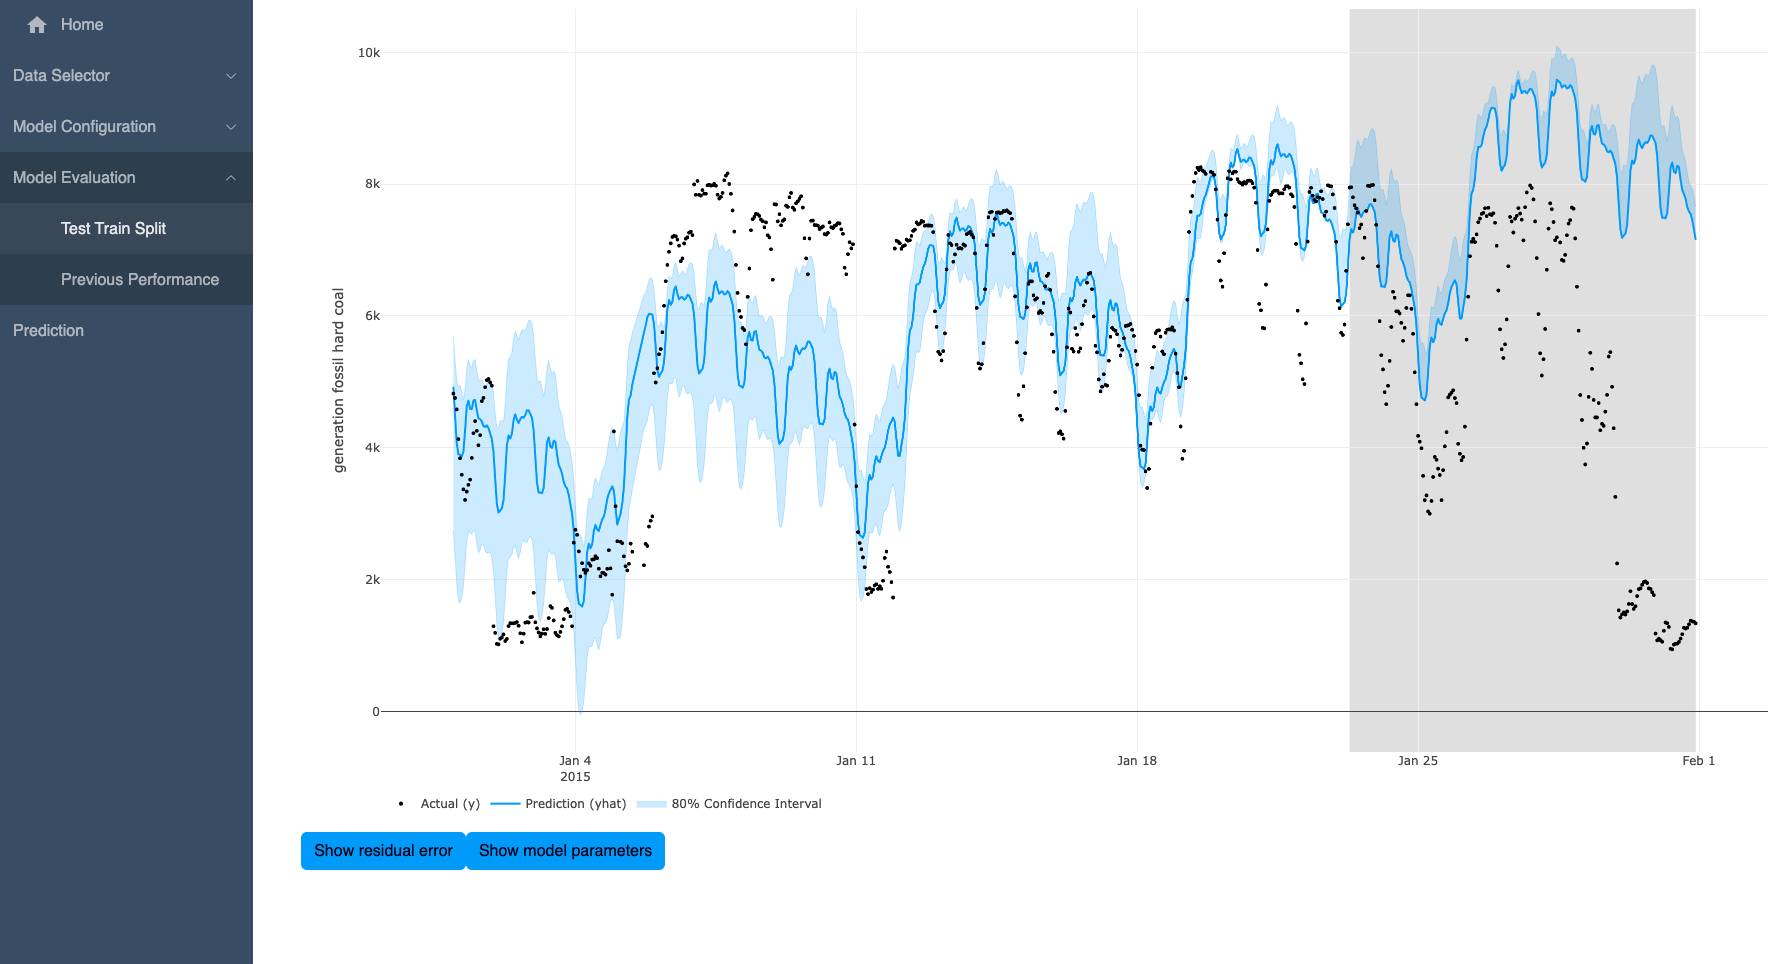 Home
Data Selector
Model Configuration
Model Evaluation
Test Train Split
Previous Performance
Prediction
generation fossil hard coal
10k
8k
6k
4k
2k
0
Jan 4
2015
Jan 11
Jan 18
Jan 25
Feb 1
Actual (y)
Prediction (yhat)
80% Confidence Interval
Show residual error
Show model parameters